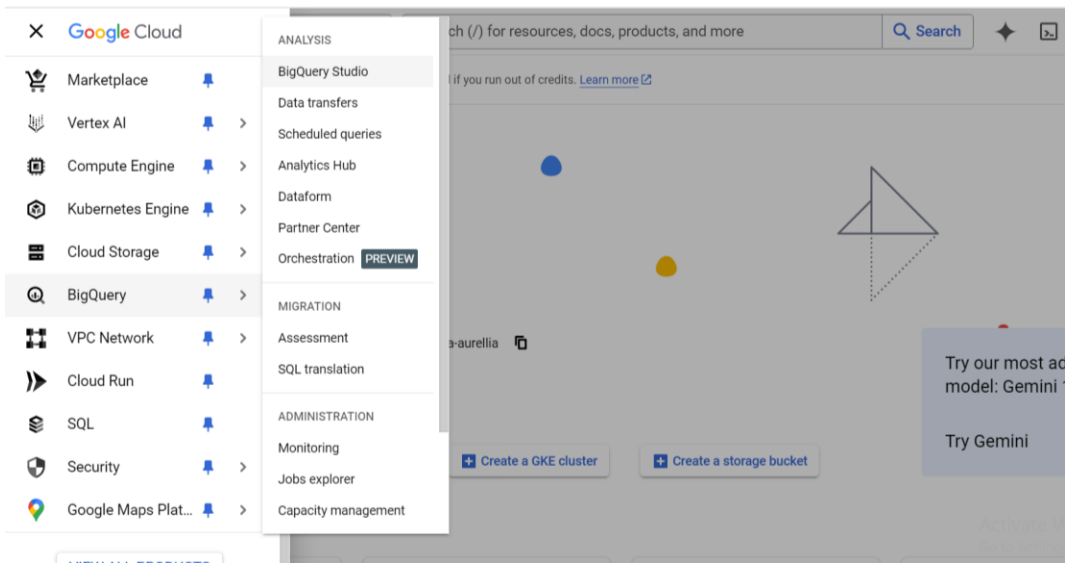 Google Cloud
Marketplace
Vertex AI
Compute Engine
Kubernetes Engine
Cloud Storage
BigQuery
VPC Network
Cloud Run
SQL
Security
Google Maps Plat...
VIEW ALL PRODUCTS
ANALYSIS
BigQuery Studio
Data transfers
Scheduled queries
Analytics Hub
Dataform
Partner Center
Orchestration PREVIEW
MIGRATION
Assessment
SQL translation
ADMINISTRATION
Monitoring
Jobs explorer
Capacity management
ch (/) for resources, docs, products, and more
Search
if you run out of credits. Learn more
a-aurellia
Create a GKE cluster
Create a storage bucket
Try our most ad
model: Gemini 1
Try Gemini
Activate W